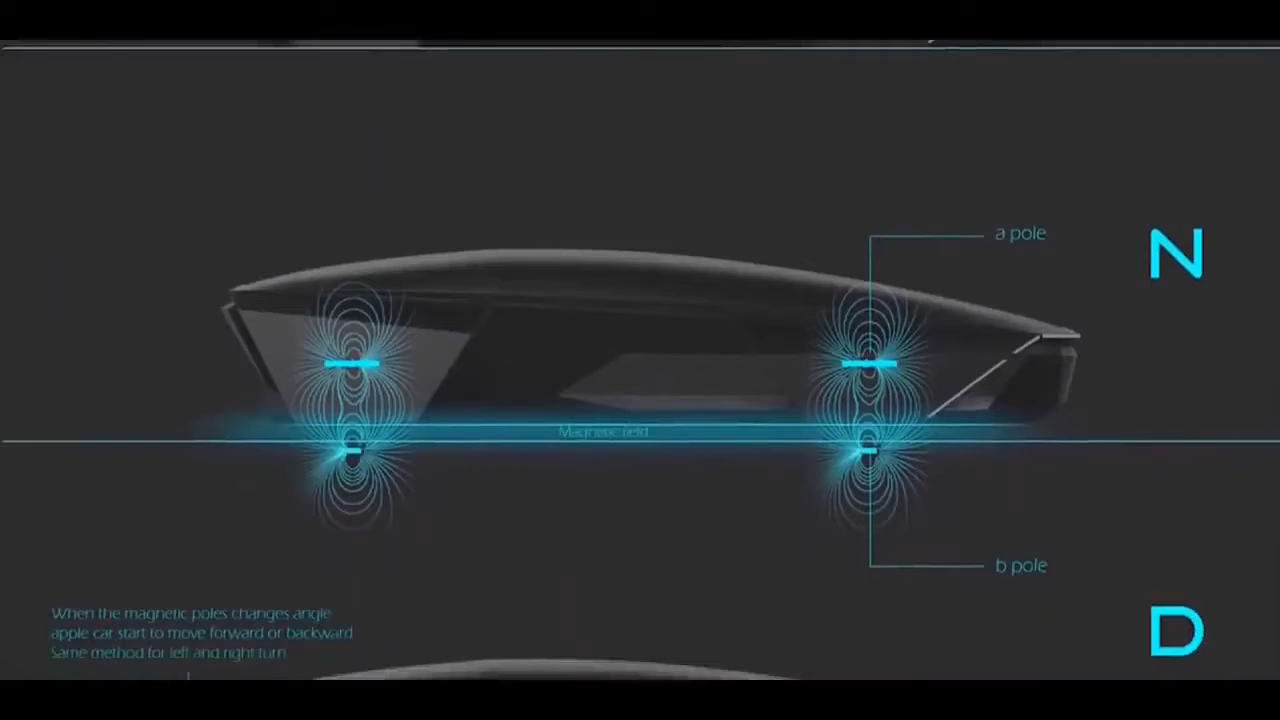 a pole
N
Magnetic field
b pole
When the magnetic poles changes angle
apple car start to move forward or backward
Same method for left and right turn
D